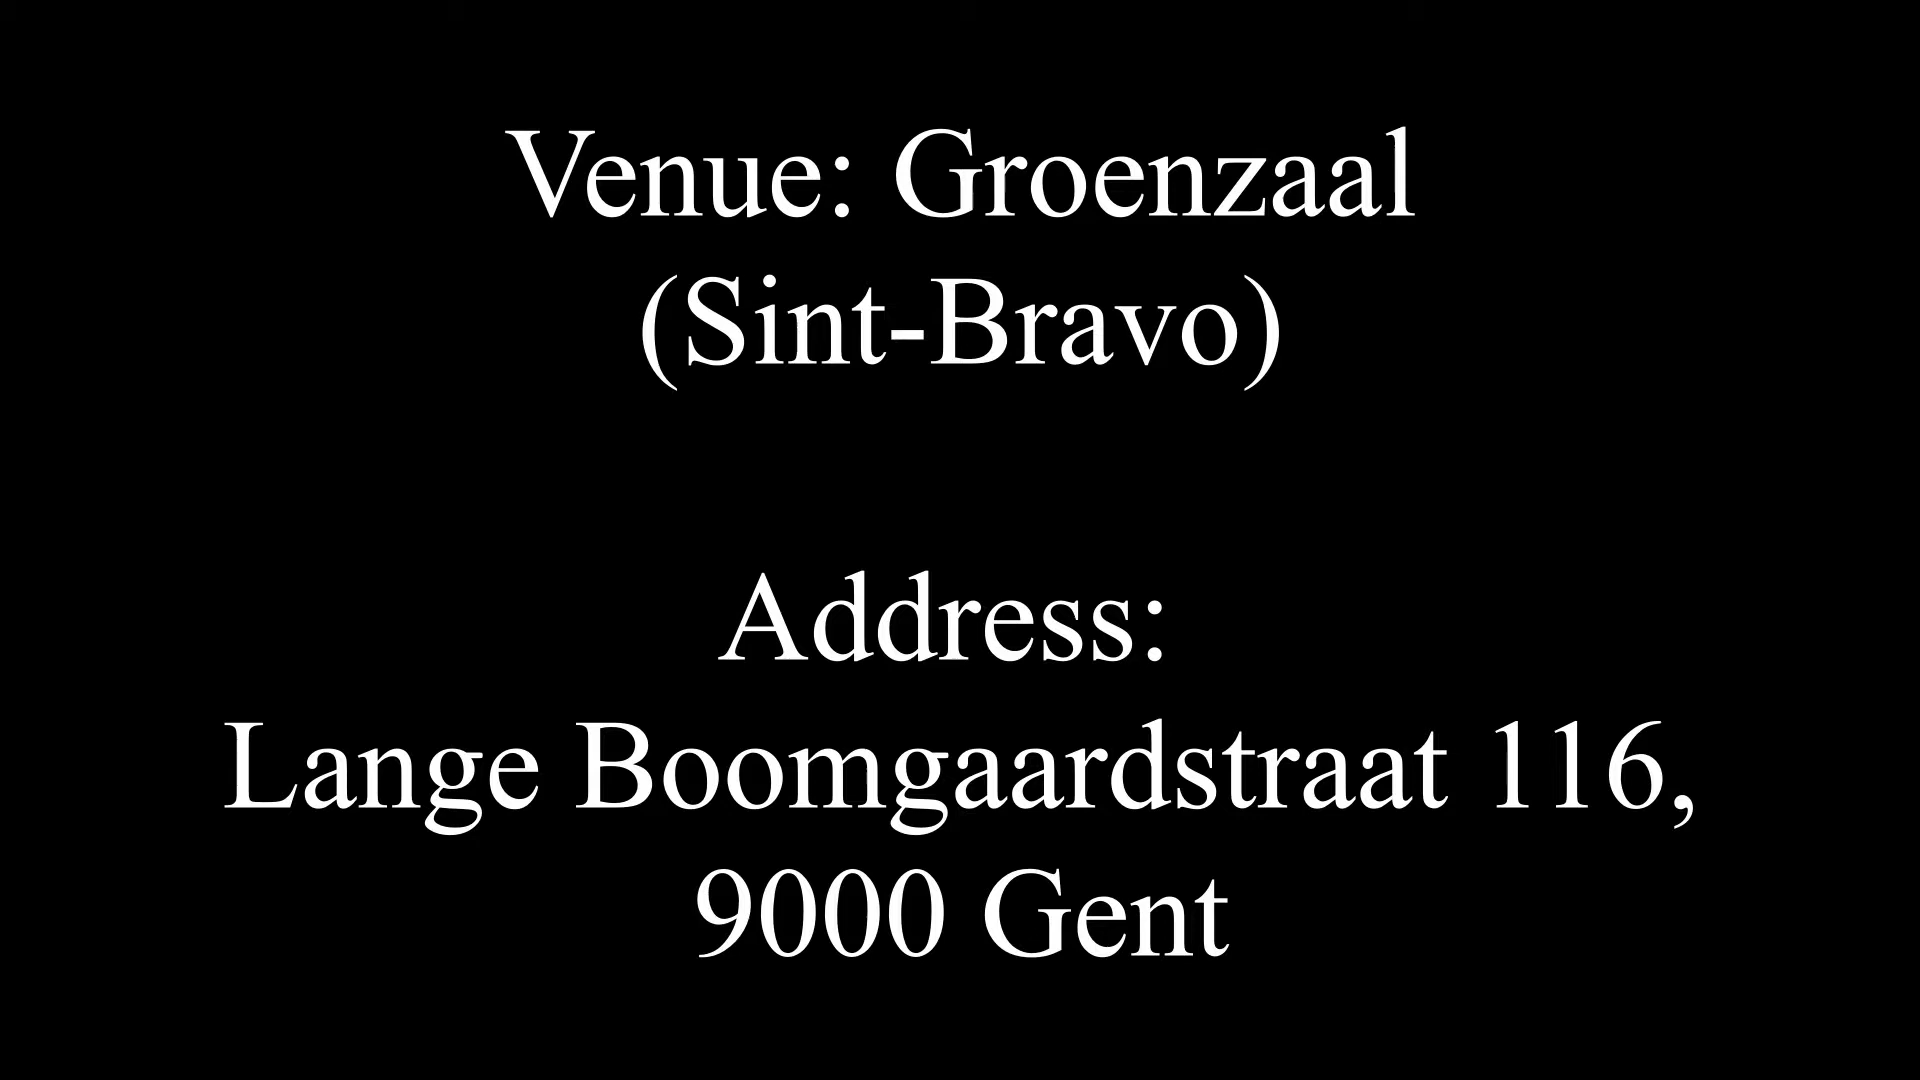 Venue: Groenzaal
(Sint-Bravo)
Address:
Lange Boomgaardstraat 116,
9000 Gent